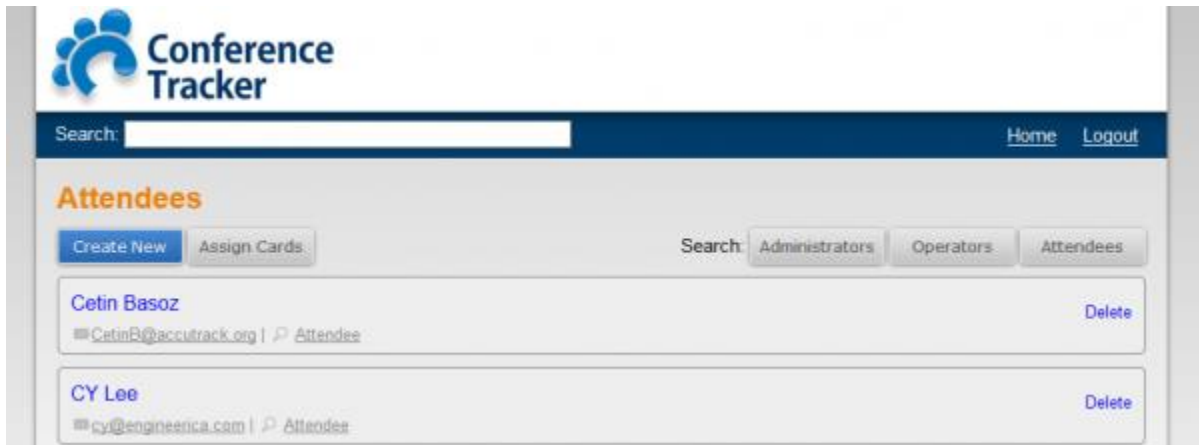 Conference
Tracker
Search:
Home Logout
Attendees
Create New Assign Cards Search: Administrators Operators Attendees
Cetin Basoz
Delete
CetinB@accutrack.org | Attendee
CY Lee
Delete
cy@engineerica.com | Attendee